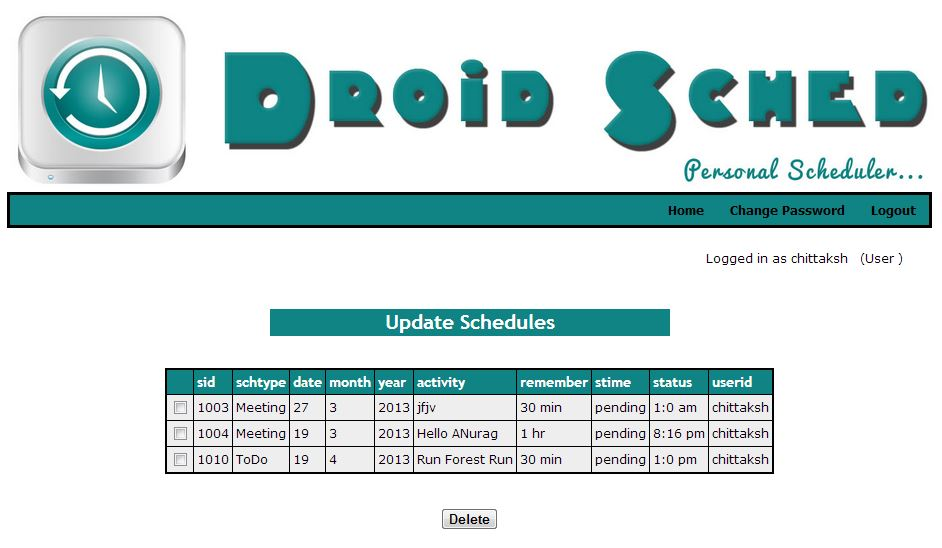 Droid Sched
Personal Scheduler...
Home Change Password Logout
Logged in as chittaksh (User )
Update Schedules
sid schtype date month year activity remember stime status userid
1003 Meeting 27 3 2013 jfjv 30 min pending 1:0 am chittaksh
1004 Meeting 19 3 2013 Hello ANurag 1 hr pending 8:16 pm chittaksh
1010 ToDo 19 4 2013 Run Forest Run 30 min pending 1:0 pm chittaksh
Delete